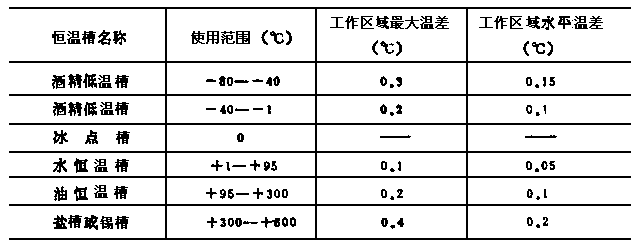 恒温槽名称 使用范围（℃） 工作区域最大温差（℃） 工作区域水平温差（℃）
酒精低温槽 －80—－40 0.3 0.15
酒精低温槽 －40—－1 0.2 0.1
冰点槽 0 —— ——
水恒温槽 +1—+95 0.1 0.05
油恒温槽 +95—+300 0.2 0.1
盐槽或锡槽 +300—+600 0.4 0.2